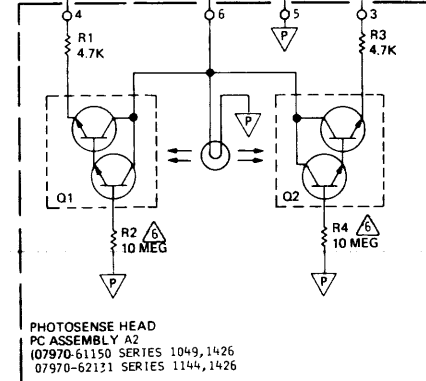 4
6
5
3
R1
4.7K
P
R3
4.7K
P
Q1
Q2
R2
10 MEG
6
R4
10 MEG
6
P
P
PHOTOSENSE HEAD
PC ASSEMBLY A2
(07970-61150 SERIES 1049,1426
07970-62131 SERIES 1144,1426